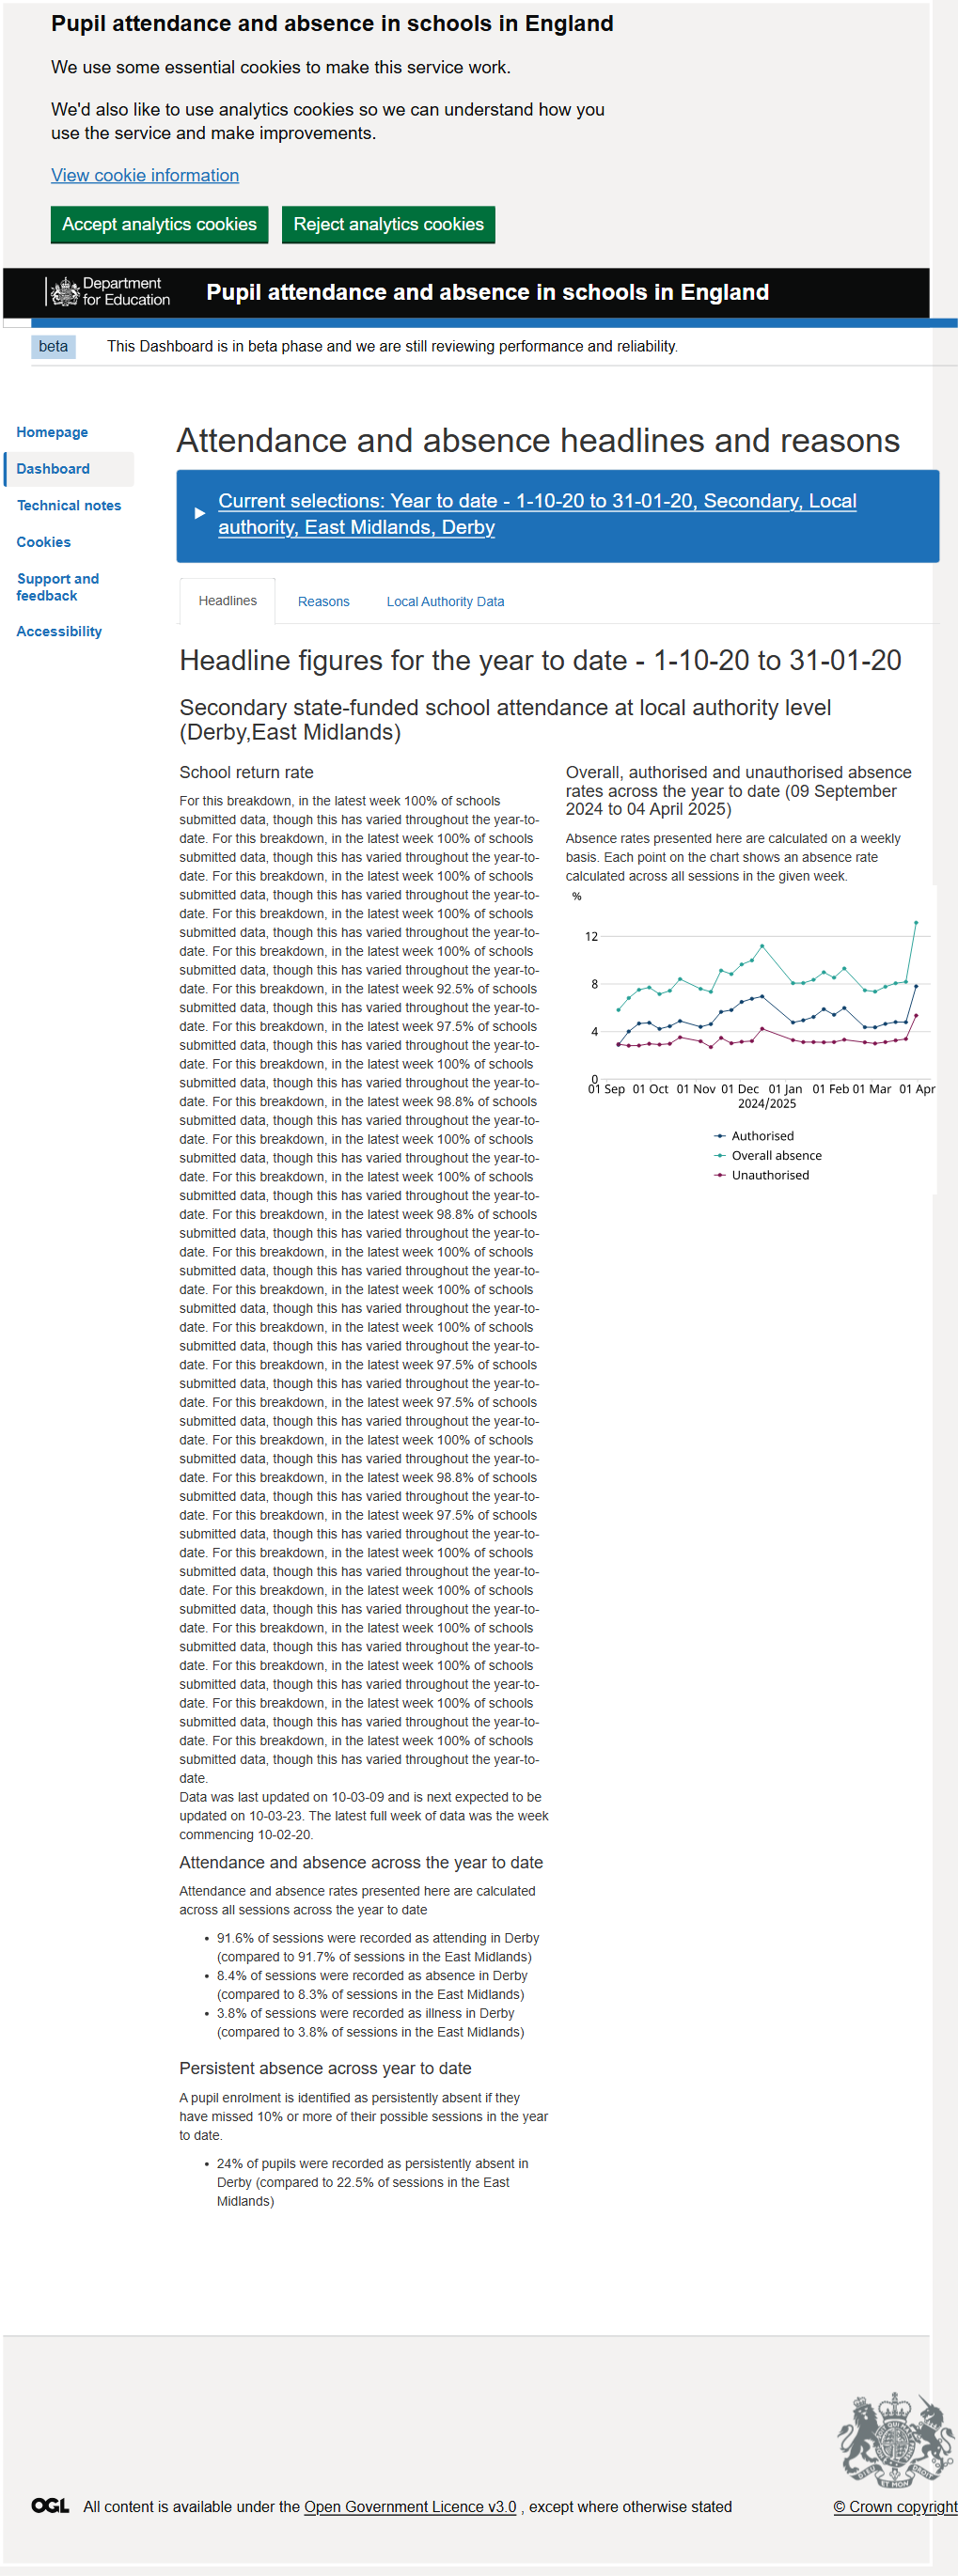 Pupil attendance and absence in schools in England
We use some essential cookies to make this service work.
We'd also like to use analytics cookies so we can understand how you
use the service and make improvements.
View cookie information
Accept analytics cookies Reject analytics cookies
Department
for Education
Pupil attendance and absence in schools in England
beta This Dashboard is in beta phase and we are still reviewing performance and reliability.
Homepage
Dashboard
Technical notes
Cookies
Support and
feedback
Accessibility
Attendance and absence headlines and reasons
Current selections: Year to date - 1-10-20 to 31-01-20, Secondary, Local
authority, East Midlands, Derby
Headlines Reasons Local Authority Data
Headline figures for the year to date - 1-10-20 to 31-01-20
Secondary state-funded school attendance at local authority level
(Derby,East Midlands)
School return rate
For this breakdown, in the latest week 100% of schools
submitted data, though this has varied throughout the year-to-
date. For this breakdown, in the latest week 100% of schools
submitted data, though this has varied throughout the year-to-
date. For this breakdown, in the latest week 100% of schools
submitted data, though this has varied throughout the year-to-
date. For this breakdown, in the latest week 100% of schools
submitted data, though this has varied throughout the year-to-
date. For this breakdown, in the latest week 100% of schools
submitted data, though this has varied throughout the year-to-
date. For this breakdown, in the latest week 92.5% of schools
submitted data, though this has varied throughout the year-to-
date. For this breakdown, in the latest week 97.5% of schools
submitted data, though this has varied throughout the year-to-
date. For this breakdown, in the latest week 100% of schools
submitted data, though this has varied throughout the year-to-
date. For this breakdown, in the latest week 98.8% of schools
submitted data, though this has varied throughout the year-to-
date. For this breakdown, in the latest week 100% of schools
submitted data, though this has varied throughout the year-to-
date. For this breakdown, in the latest week 100% of schools
submitted data, though this has varied throughout the year-to-
date. For this breakdown, in the latest week 98.8% of schools
submitted data, though this has varied throughout the year-to-
date. For this breakdown, in the latest week 100% of schools
submitted data, though this has varied throughout the year-to-
date. For this breakdown, in the latest week 100% of schools
submitted data, though this has varied throughout the year-to-
date. For this breakdown, in the latest week 100% of schools
submitted data, though this has varied throughout the year-to-
date. For this breakdown, in the latest week 97.5% of schools
submitted data, though this has varied throughout the year-to-
date. For this breakdown, in the latest week 97.5% of schools
submitted data, though this has varied throughout the year-to-
date. For this breakdown, in the latest week 100% of schools
submitted data, though this has varied throughout the year-to-
date. For this breakdown, in the latest week 98.8% of schools
submitted data, though this has varied throughout the year-to-
date. For this breakdown, in the latest week 97.5% of schools
submitted data, though this has varied throughout the year-to-
date. For this breakdown, in the latest week 100% of schools
submitted data, though this has varied throughout the year-to-
date. For this breakdown, in the latest week 100% of schools
submitted data, though this has varied throughout the year-to-
date. For this breakdown, in the latest week 100% of schools
submitted data, though this has varied throughout the year-to-
date. For this breakdown, in the latest week 100% of schools
submitted data, though this has varied throughout the year-to-
date. For this breakdown, in the latest week 100% of schools
submitted data, though this has varied throughout the year-to-
date. For this breakdown, in the latest week 100% of schools
submitted data, though this has varied throughout the year-to-
date.
Data was last updated on 10-03-09 and is next expected to be
updated on 10-03-23. The latest full week of data was the week
commencing 10-02-20.
Attendance and absence across the year to date
Attendance and absence rates presented here are calculated
across all sessions across the year to date
• 91.6% of sessions were recorded as attending in Derby
(compared to 91.7% of sessions in the East Midlands)
• 8.4% of sessions were recorded as absence in Derby
(compared to 8.3% of sessions in the East Midlands)
• 3.8% of sessions were recorded as illness in Derby
(compared to 3.8% of sessions in the East Midlands)
Persistent absence across year to date
A pupil enrolment is identified as persistently absent if they
have missed 10% or more of their possible sessions in the year
to date.
• 24% of pupils were recorded as persistently absent in
Derby (compared to 22.5% of sessions in the East
Midlands)
Overall, authorised and unauthorised absence
rates across the year to date (09 September
2024 to 04 April 2025)
Absence rates presented here are calculated on a weekly
basis. Each point on the chart shows an absence rate
calculated across all sessions in the given week.
%
12
8
4
0
01 Sep 01 Oct 01 Nov 01 Dec 01 Jan 01 Feb 01 Mar 01 Apr
2024/2025
Authorised
Overall absence
Unauthorised
OGL All content is available under the Open Government Licence v3.0 , except where otherwise stated
© Crown copyright